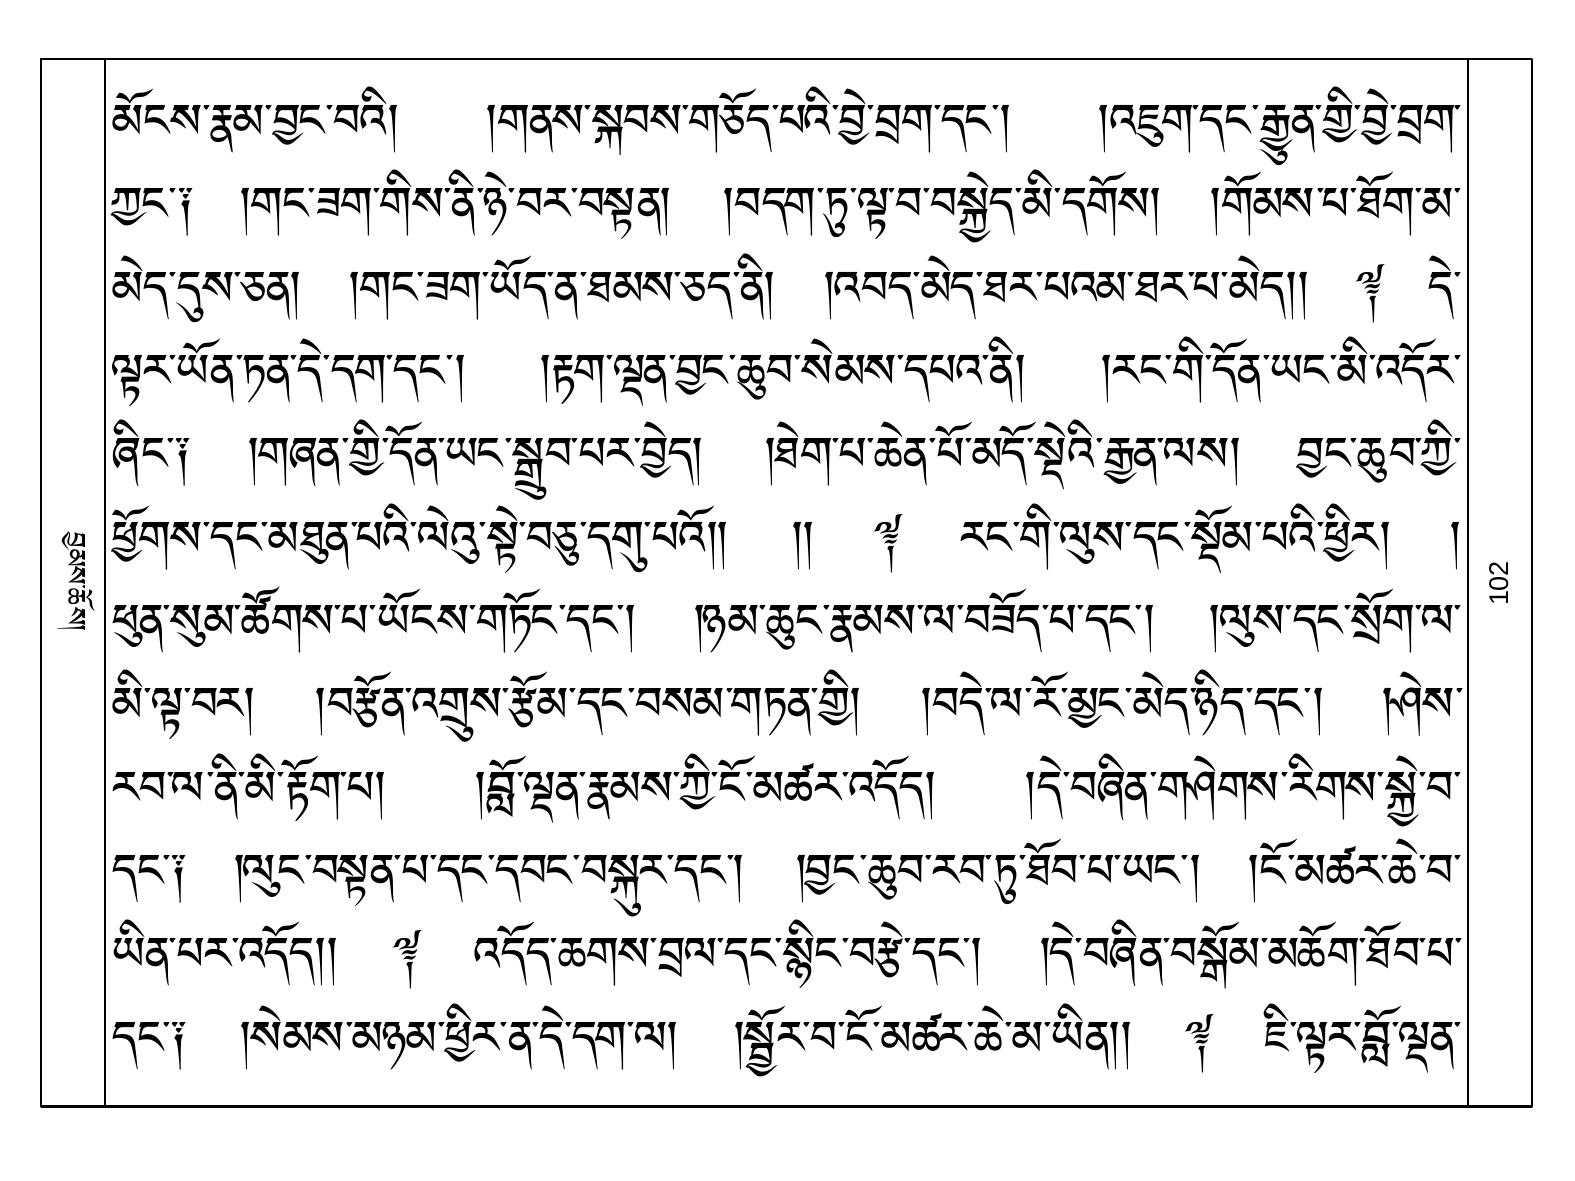 མོངས་རྣམ་བྱང་བའི། །གནས་སྐབས་གཅོད་པའི་བྱེ་བྲག་དང་། །འཇུག་དང་རྒྱུན་གྱི་བྱེ་བྲག་
ཀྱང་༑ །གང་ཟག་གིས་ནི་ཉེ་བར་བསྟན། །བདག་ཏུ་ལྟ་བ་བསྐྱེད་མི་དགོས། །གོམས་པ་ཐོག་མ་
མེད་དུས་ཅན། །གང་ཟག་ཡོད་ན་ཐམས་ཅད་ནི། །འབད་མེད་ཐར་པའམ་ཐར་པ་མེད།། ༈ དེ་
ལྟར་ཡོན་ཏན་དེ་དག་དང་། །རྟག་ལྡན་བྱང་ཆུབ་སེམས་དཔའ་ནི། །རང་གི་དོན་ཡང་མི་འདོར་
ཞིང་༑ །གཞན་གྱི་དོན་ཡང་སྒྲུབ་པར་བྱེད། །ཐེག་པ་ཆེན་པོ་མདོ་སྡེའི་རྒྱན་ལས། བྱང་ཆུབ་ཀྱི་
ཕྱོགས་དང་མཐུན་པའི་ལེའུ་སྟེ་བཅུ་དགུ་པའོ།། །། ༈ རང་གི་ལུས་དང་སྡོམ་པའི་ཕྱིར། །
ཕུན་སུམ་ཚོགས་པ་ཡོངས་གཏོང་དང་། །ཉམ་ཆུང་རྣམས་ལ་བཟོད་པ་དང་། །ལུས་དང་སྲོག་ལ་
མི་ལྟ་བར། །བརྩོན་འགྲུས་རྩོམ་དང་བསམ་གཏན་གྱི། །བདེ་ལ་རོ་མྱང་མེད་ཉིད་དང་། །ཤེས་
རབ་ལ་ནི་མི་རྟོག་པ། །བློ་ལྡན་རྣམས་ཀྱི་ངོ་མཚར་འདོད། །དེ་བཞིན་གཤེགས་རིགས་སྐྱེ་བ་
དང་༑ །ལུང་བསྟན་པ་དང་དབང་བསྐུར་དང་། །བྱང་ཆུབ་རབ་ཏུ་ཐོབ་པ་ཡང་། །ངོ་མཚར་ཆེ་བ་
ཡིན་པར་འདོད།། ༈ འདོད་ཆགས་བྲལ་དང་སྙིང་བརྩེ་དང་། །དེ་བཞིན་བསྒོམ་མཆོག་ཐོབ་པ་
དང་༑ །སེམས་མཉམ་ཕྱིར་ན་དེ་དག་ལ། །སྦྱོར་བ་ངོ་མཚར་ཆེ་མ་ཡིན།། ༈ ཇི་ལྟར་བློ་ལྡན་
102